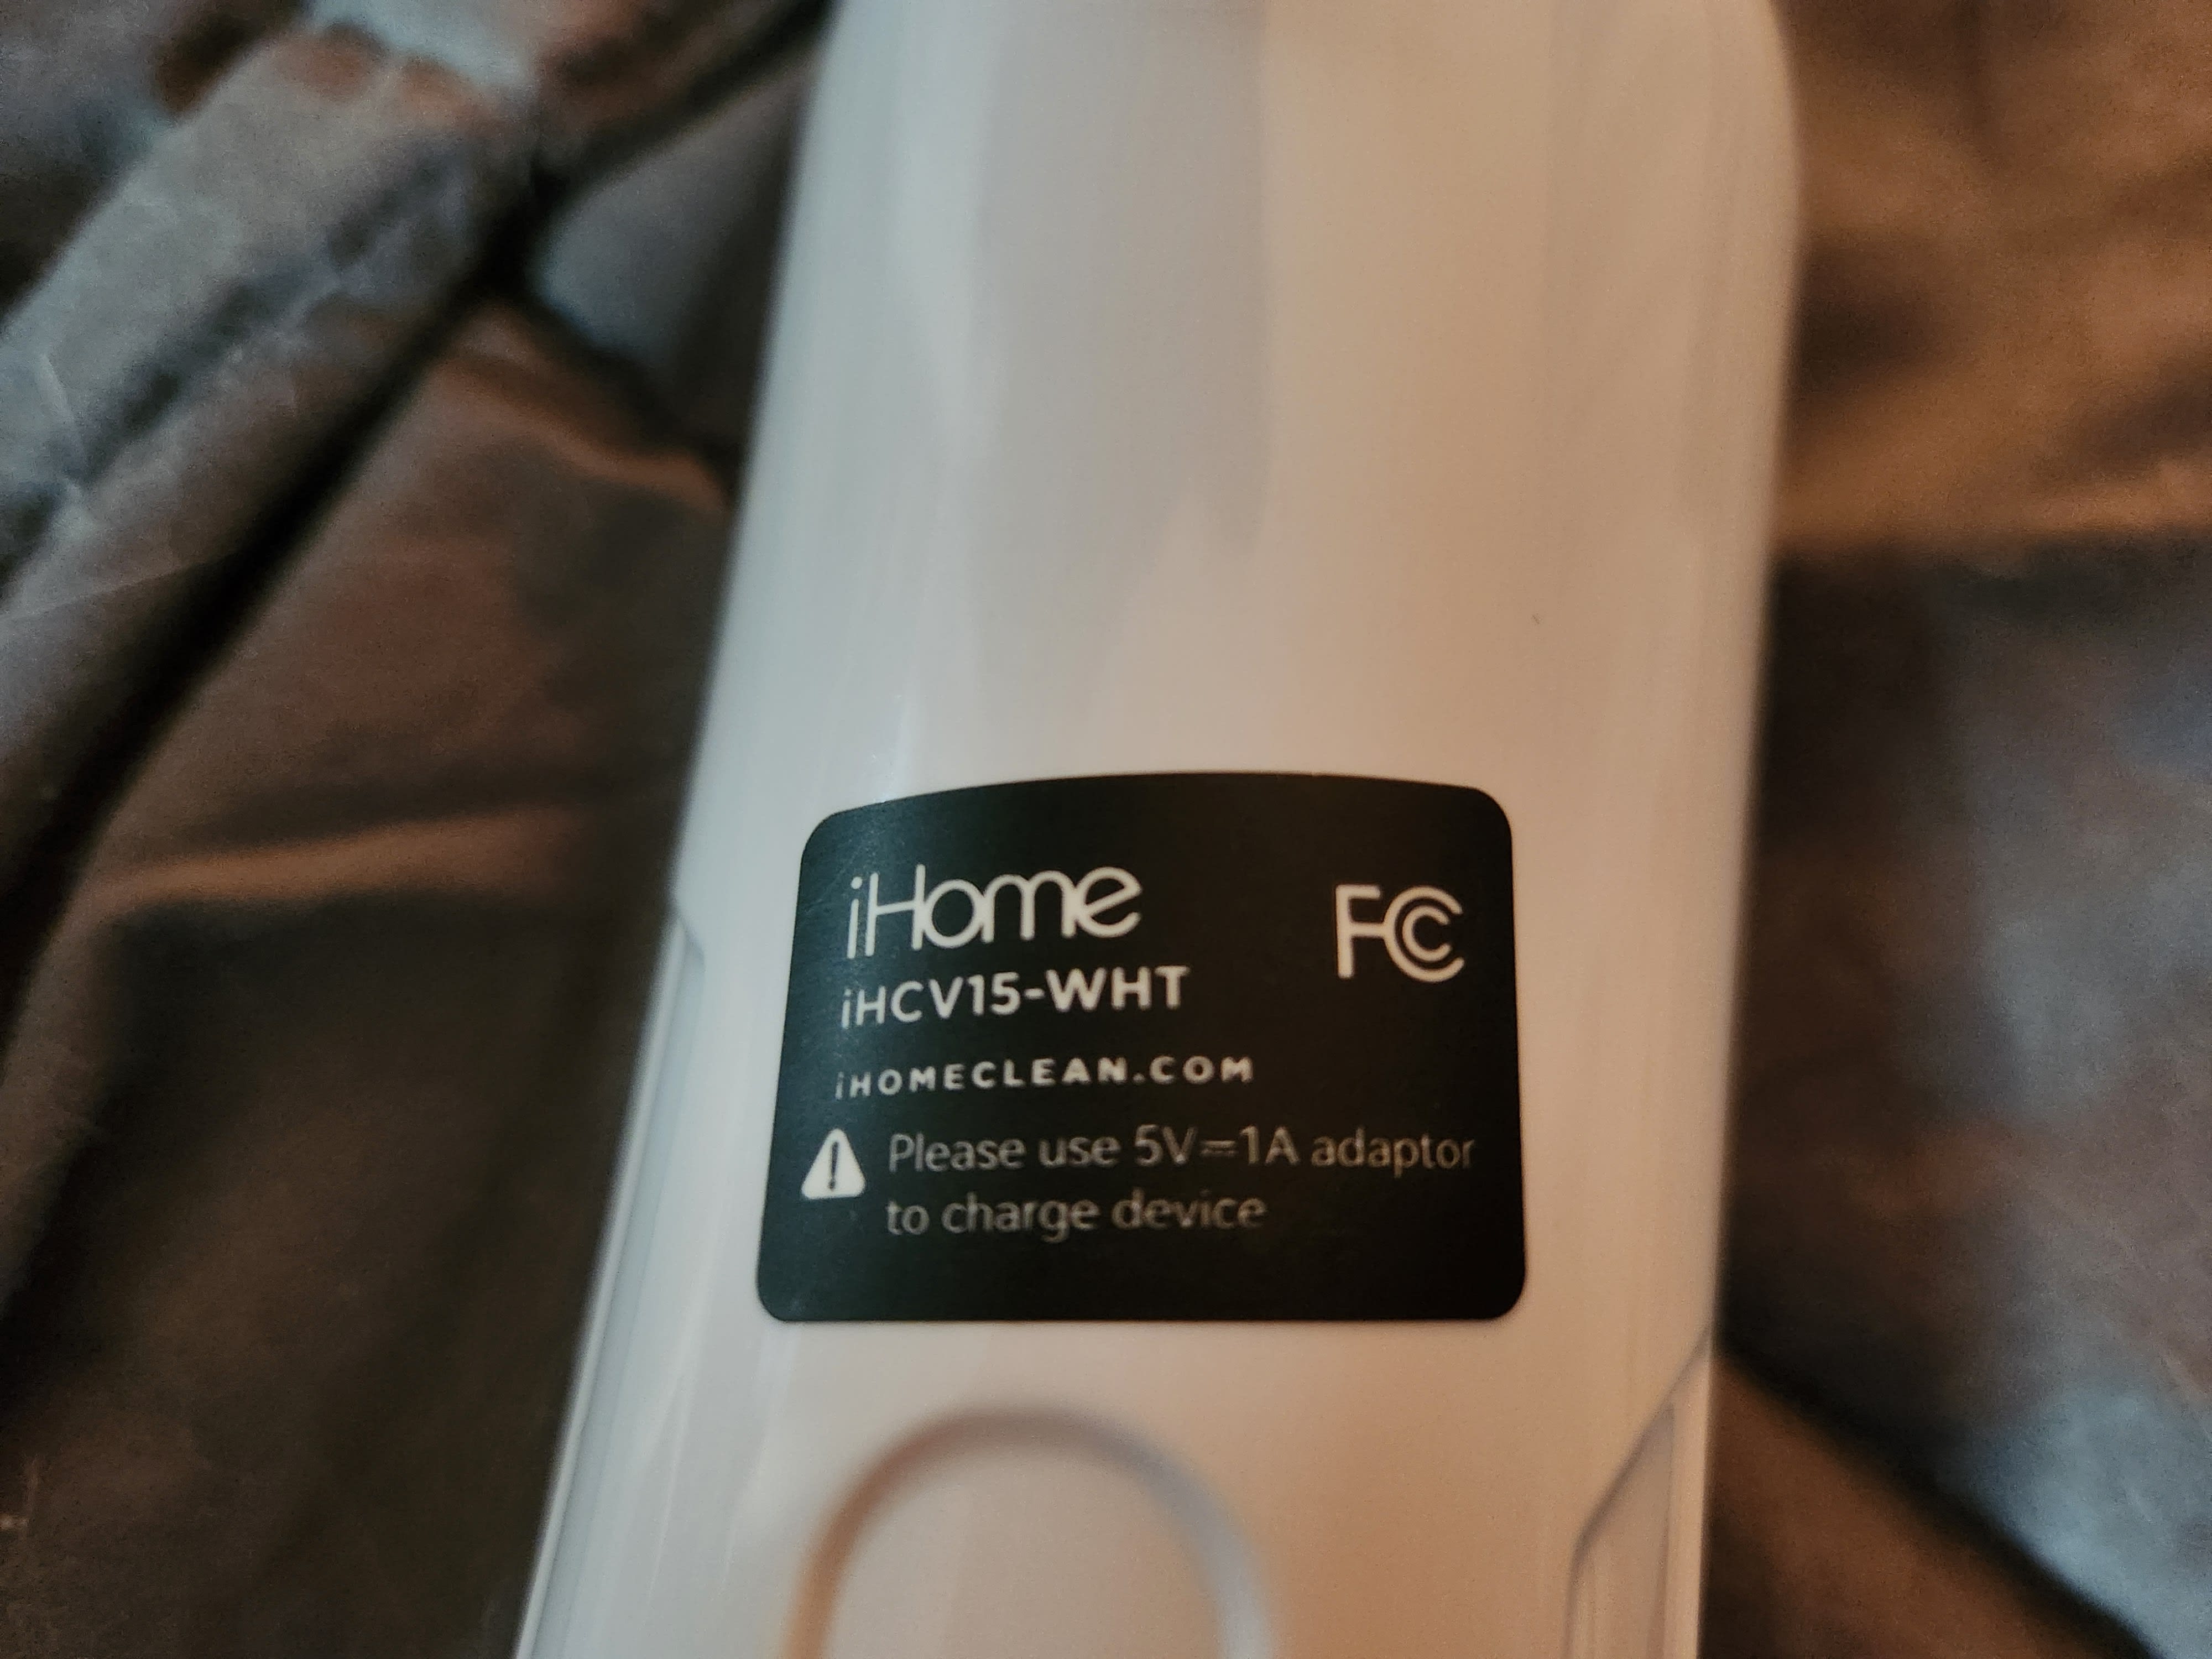 iHome FC
iHCV15-WHT
iHOMECLEAN.COM
Please use 5V=1A adaptor
to charge device